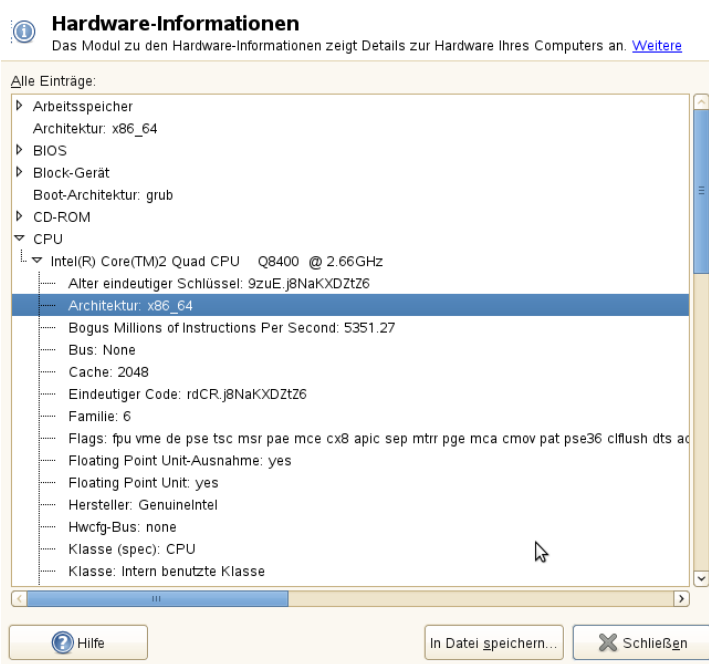 Hardware-Informationen
Das Modul zu den Hardware-Informationen zeigt Details zur Hardware Ihres Computers an. Weitere
Alle Einträge:
Arbeitsspeicher
Architektur: x86_64
BIOS
Block-Gerät
Boot-Architektur: grub
CD-ROM
CPU
Intel(R) Core(TM)2 Quad CPU Q8400 @ 2.66GHz
Alter eindeutiger Schlüssel: 9zuE.j8NaKXDZtZ6
Architektur: x86_64
Bogus Millions of Instructions Per Second: 5351.27
Bus: None
Cache: 2048
Eindeutiger Code: rdCR.j8NaKXDZtZ6
Familie: 6
Flags: fpu vme de pse tsc msr pae mce cx8 apic sep mtrr pge mca cmov pat pse36 clflush dts
Floating Point Unit-Ausnahme: yes
Floating Point Unit: yes
Hersteller: GenuineIntel
Hwcfg-Bus: none
Klasse (spec): CPU
Klasse: Intern benutzte Klasse
Hilfe
In Datei speichern...
Schließen